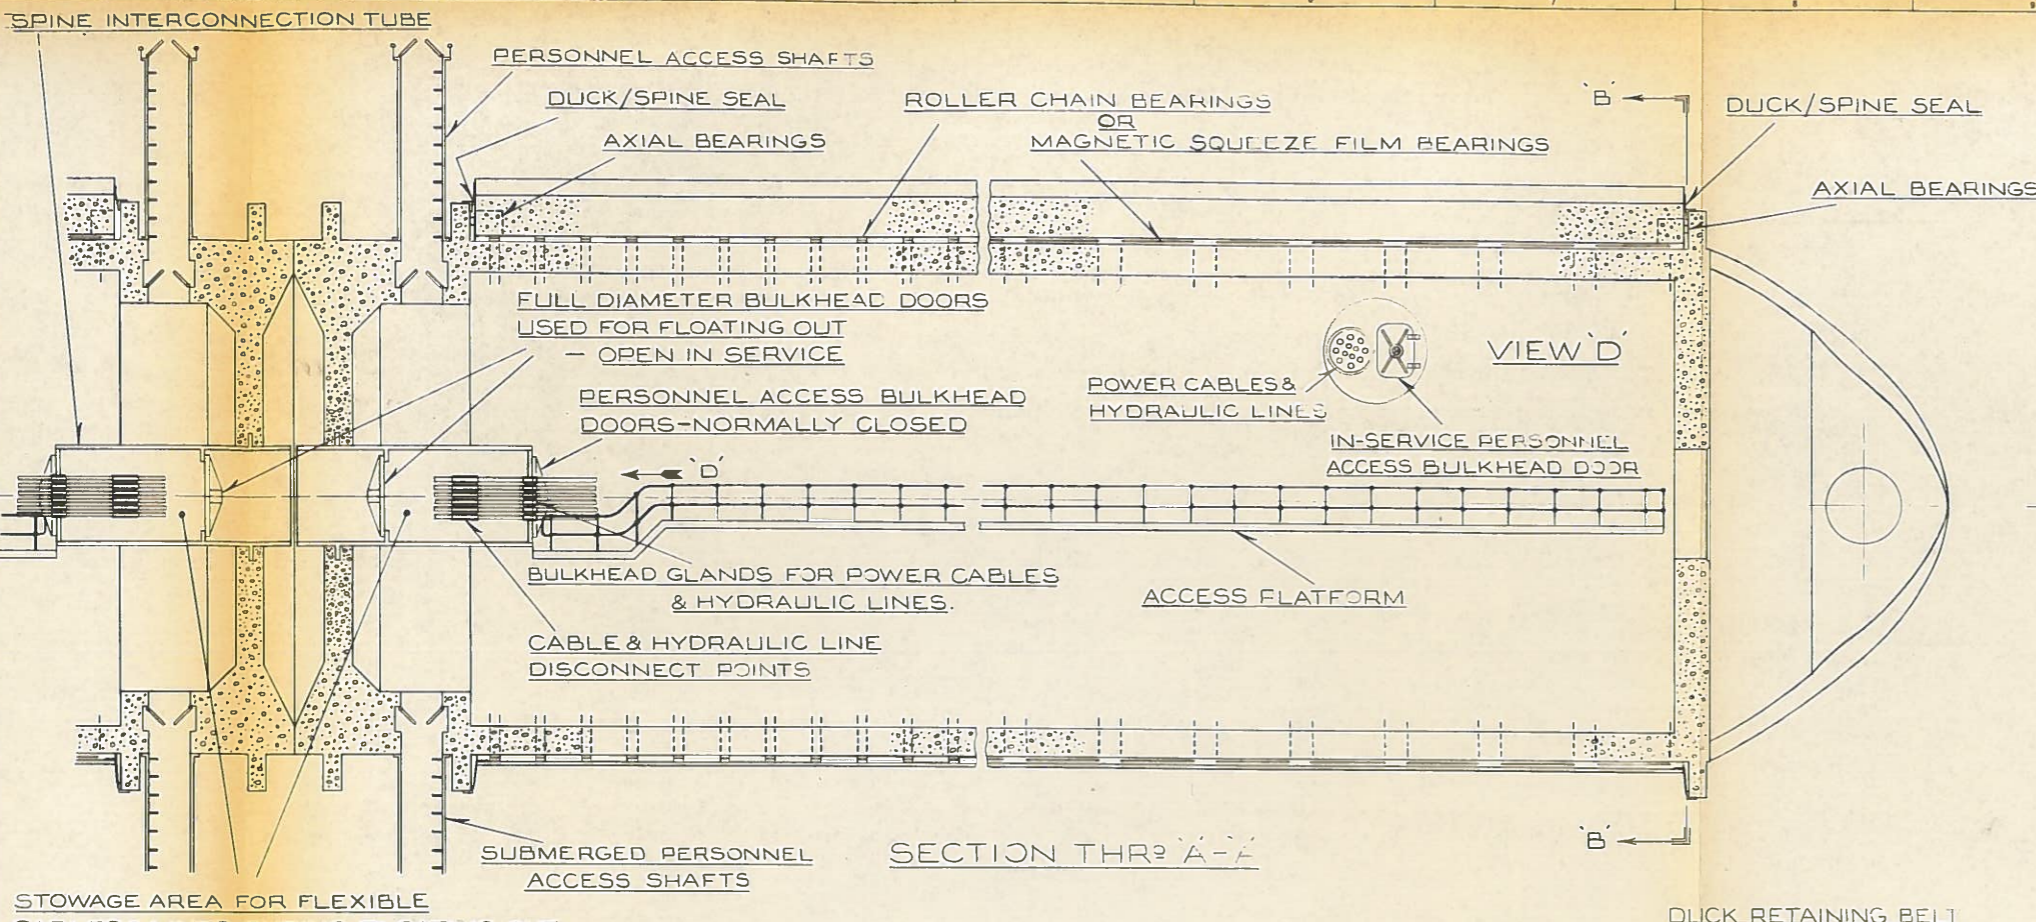 SPINE INTERCONNECTION TUBE
PERSONNEL ACCESS SHAFTS
DUCK/SPINE SEAL
AXIAL BEARINGS
ROLLER CHAIN BEARINGS
OR
MAGNETIC SQUEEZE FILM BEARINGS
'B'
DUCK/SPINE SEAL
AXIAL BEARINGS
FULL DIAMETER BULKHEAD DOORS
USED FOR FLOATING OUT
– OPEN IN SERVICE
PERSONNEL ACCESS BULKHEAD
DOORS-NORMALLY CLOSED
VIEW 'D'
POWER CABLES &
HYDRAULIC LINES
IN-SERVICE PERSONNEL
ACCESS BULKHEAD DOOR
'D'
BULKHEAD GLANDS FOR POWER CABLES
& HYDRAULIC LINES.
ACCESS PLATFORM
CABLE & HYDRAULIC LINE
DISCONNECT POINTS
SUBMERGED PERSONNEL
ACCESS SHAFTS
SECTION THRº 'A-A'
'B'
STOWAGE AREA FOR FLEXIBLE
DUCK RETAINING BELT